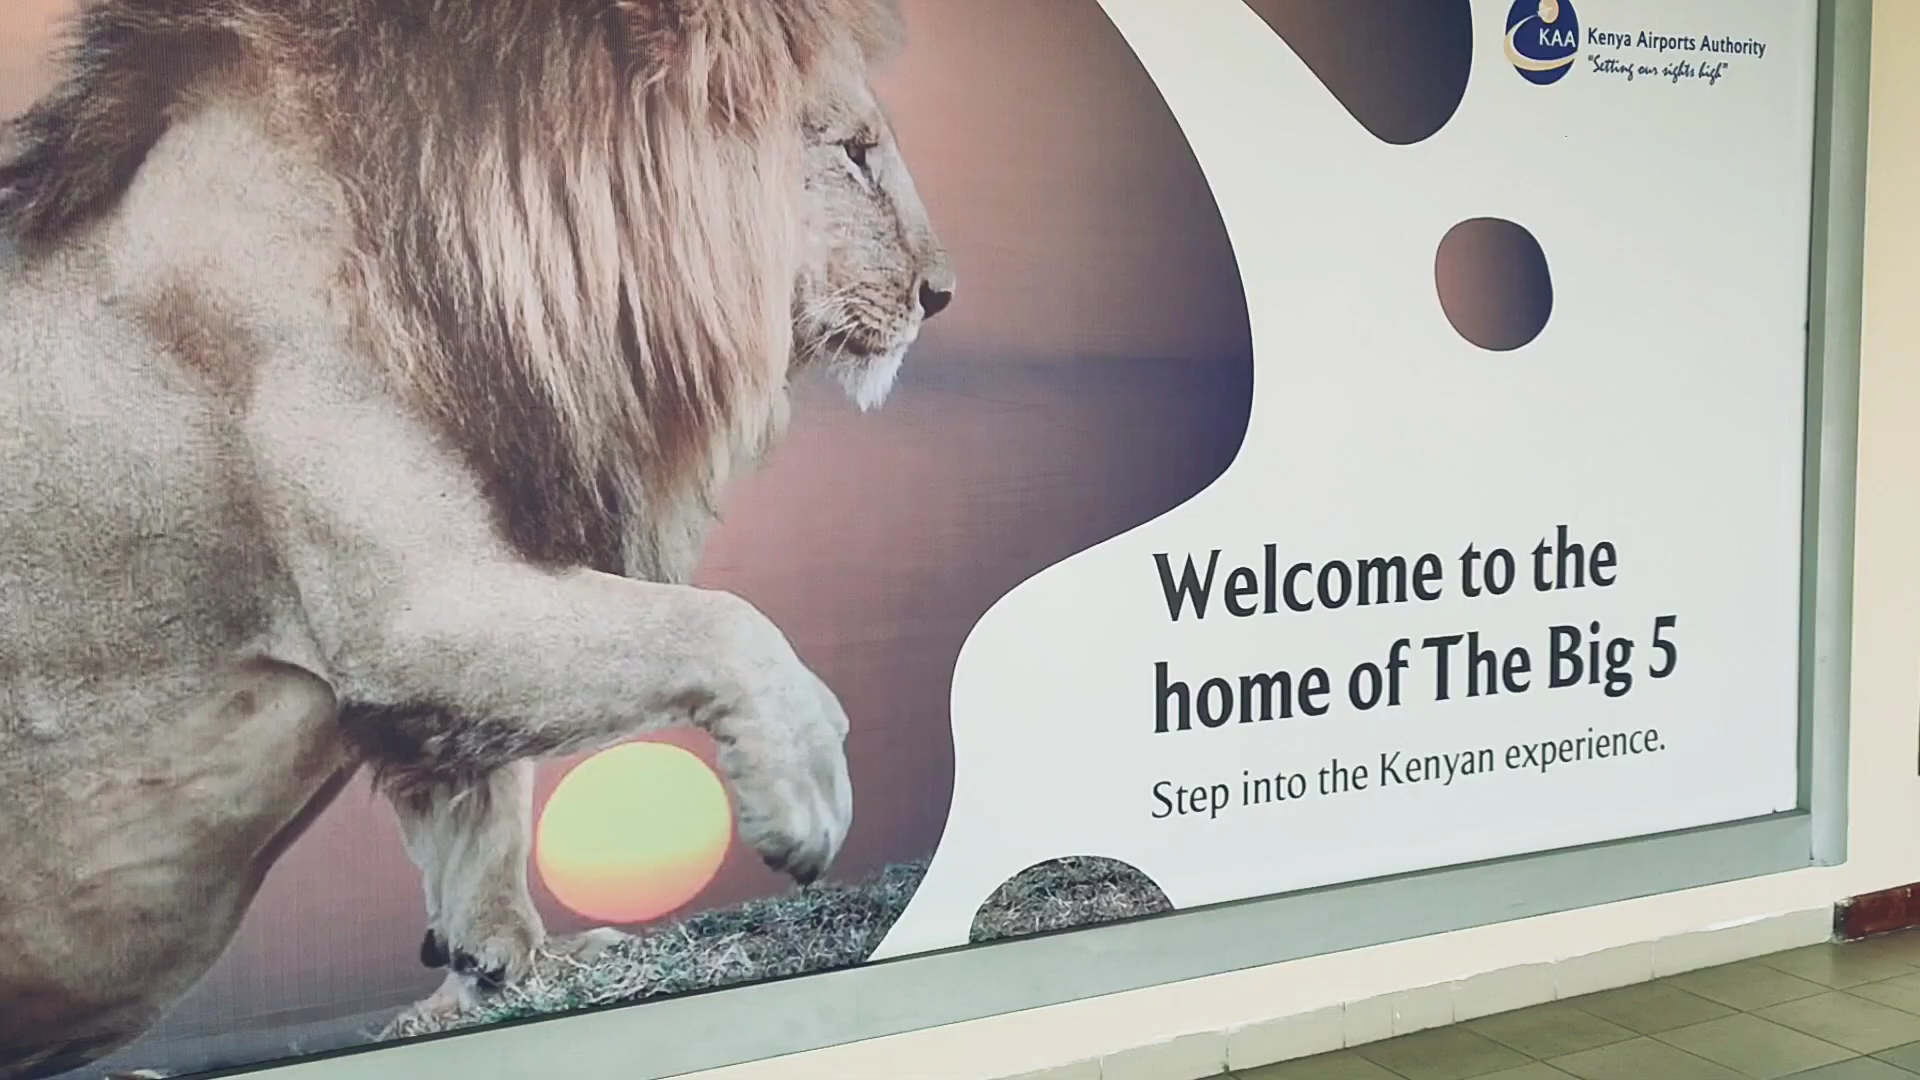 KAA
Kenya Airports Authority
"Setting our sights high"
Welcome to the
home of The Big 5
Step into the Kenyan experience.